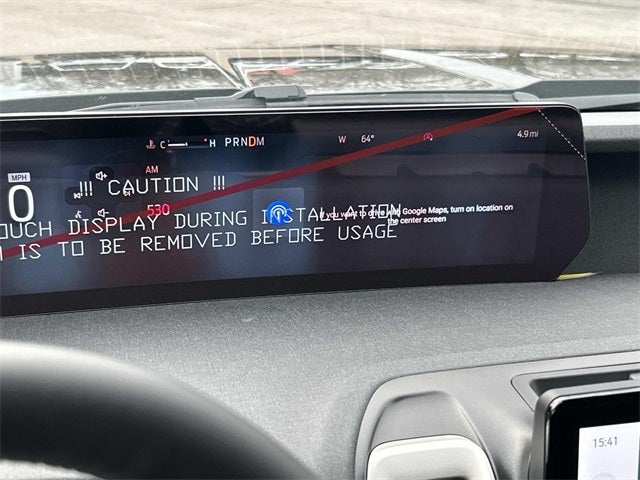 C H PRNDM W 64° 4.9 mi
MPH
0
AM
!!! CAUTION !!!
530
OUCH DISPLAY DURING INSTALLATION
IS TO BE REMOVED BEFORE USAGE
If you want to drive with Google Maps, turn on location on
the center screen
15:41